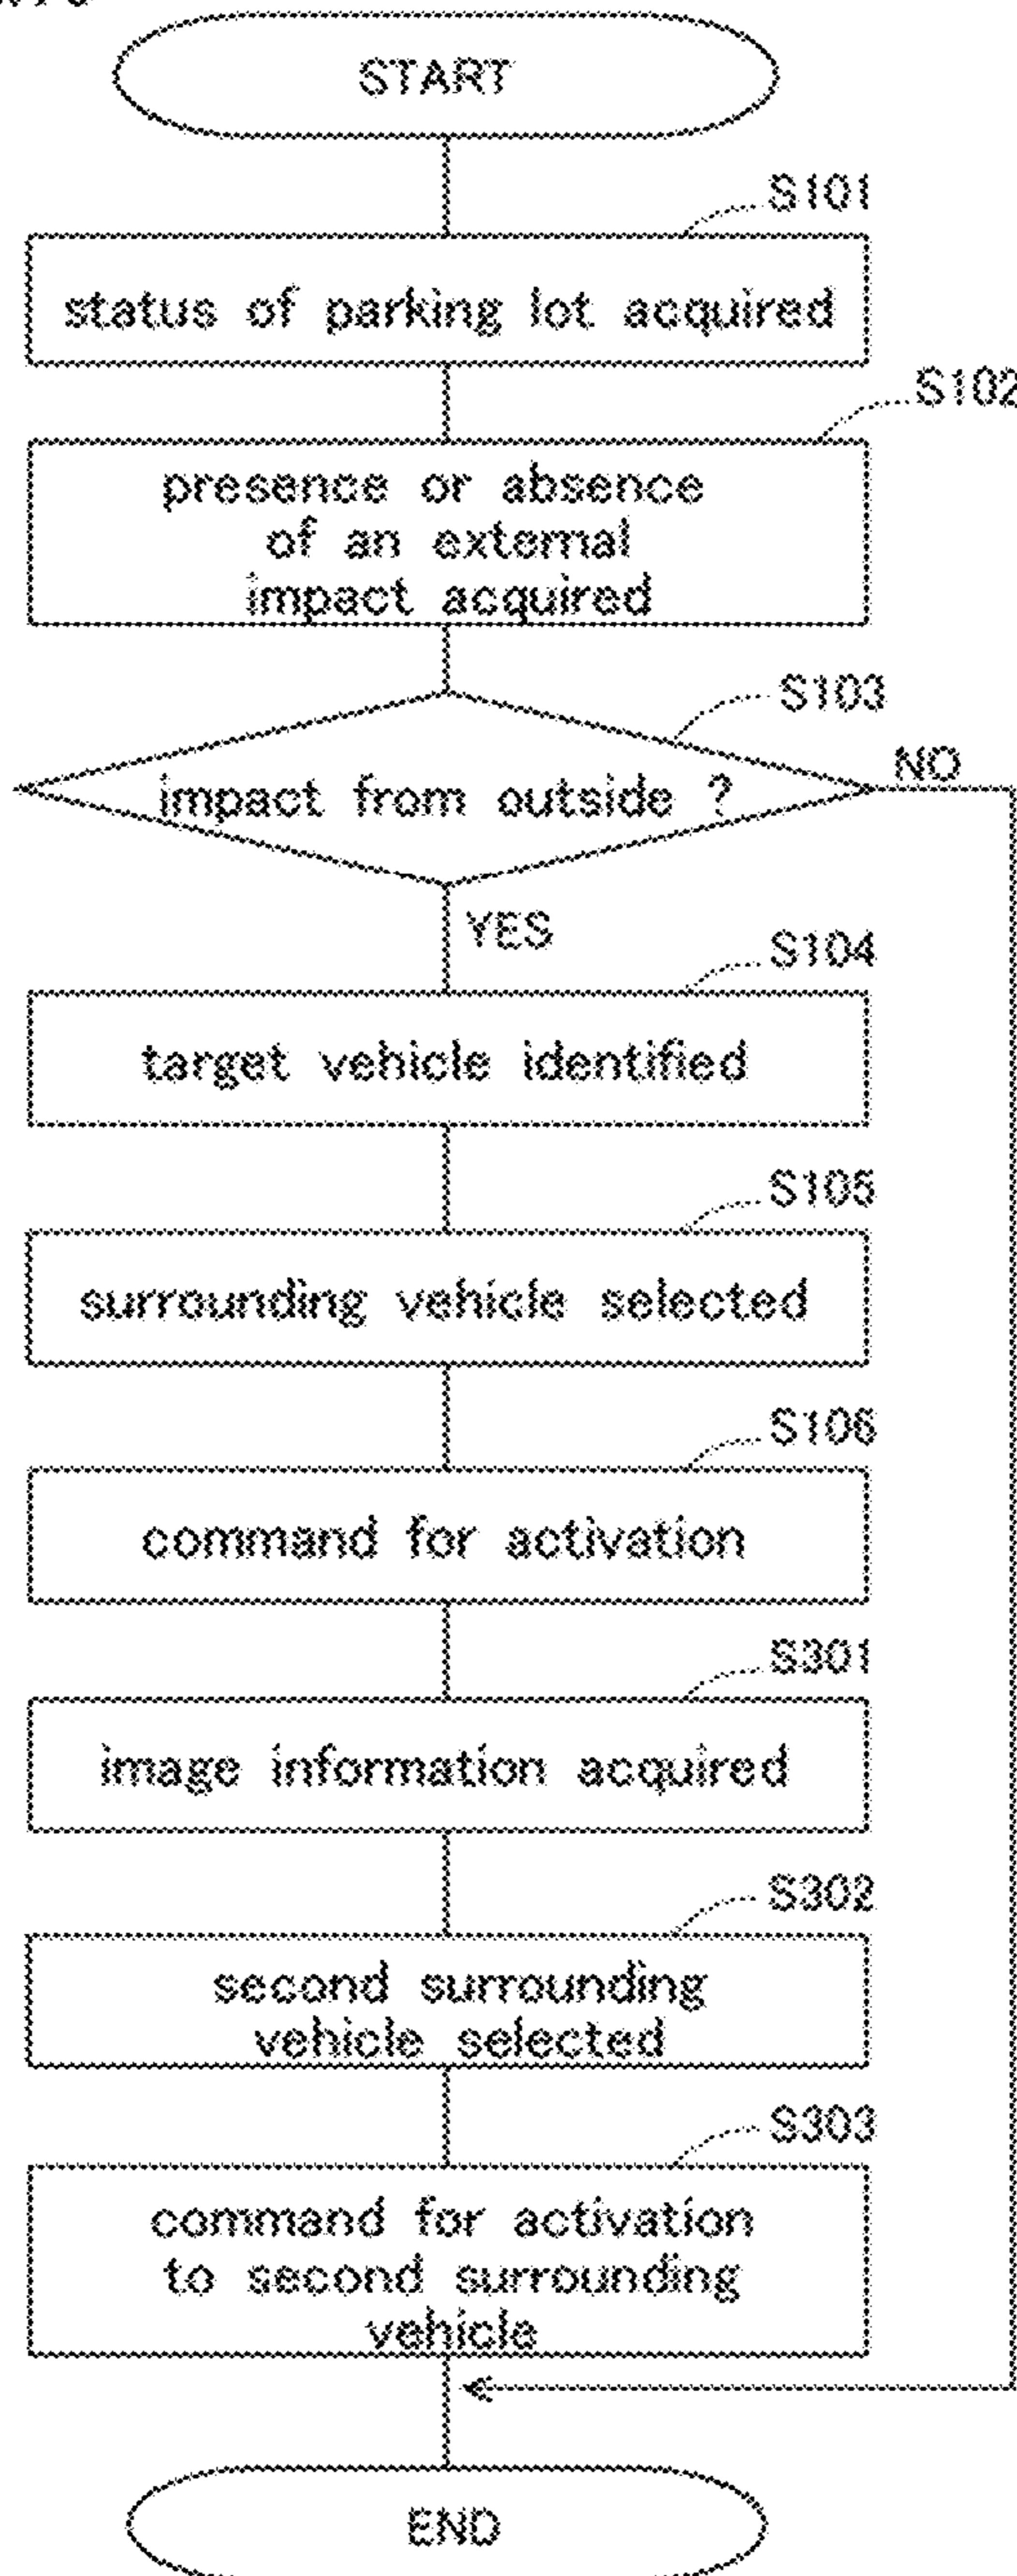 START
S101
status of parking lot acquired
S102
presence or absence
of an external
impact acquired
S103
impact from outside ?
NO
YES
S104
target vehicle identified
S105
surrounding vehicle selected
S106
command for activation
S301
image information acquired
S302
second surrounding
vehicle selected
S303
command for activation
to second surrounding
vehicle
END